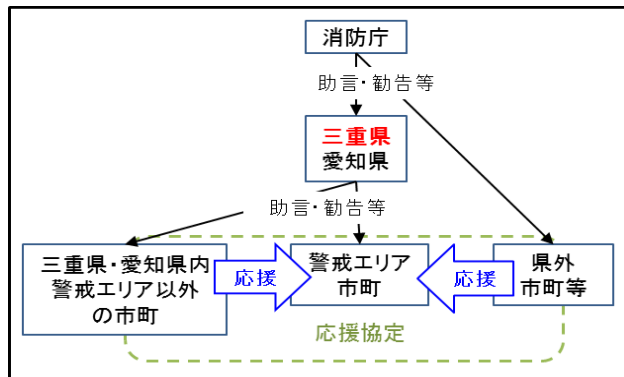 消防庁
助言・勧告等
三重県
愛知県
助言・勧告等
三重県・愛知県内
警戒エリア以外
の市町
応援
警戒エリア
市町
応援
県外
市町等
応援協定